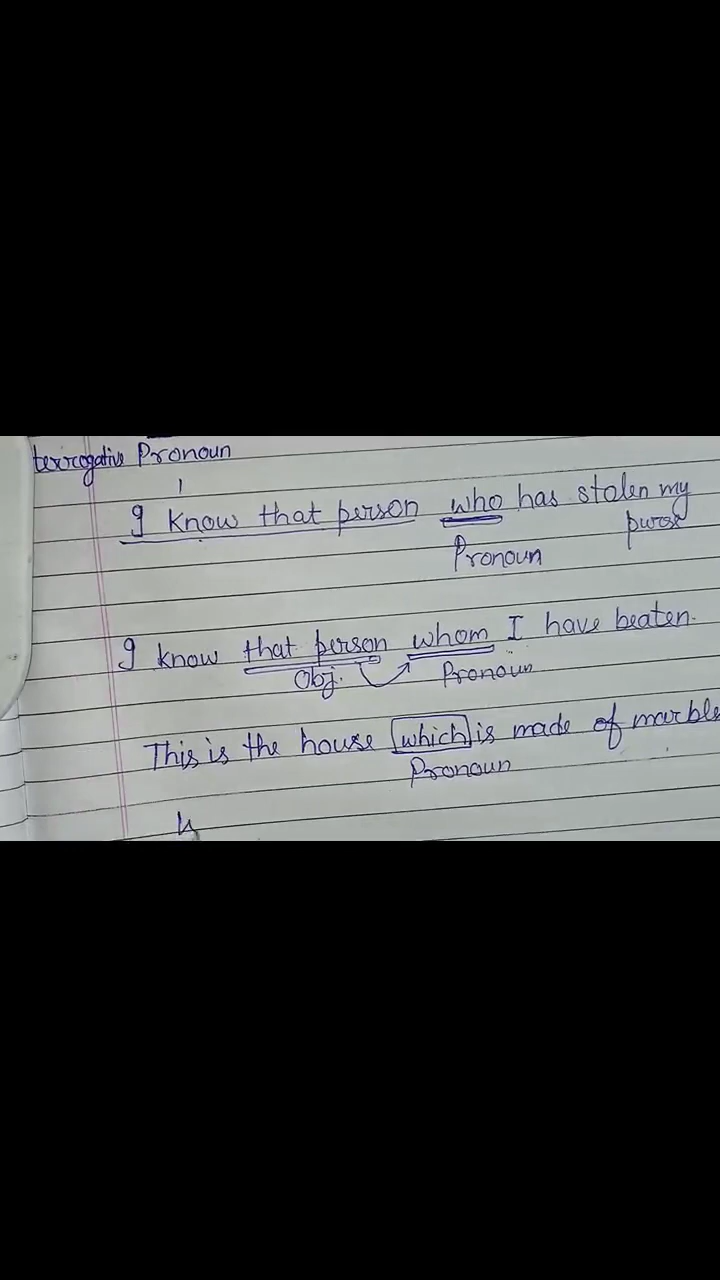 terrogative Pronoun
I know that person who has stolen my
purse
Pronoun
I know that person whom I have beaten.
Obj. Pronoun
This is the house which is made of marble
Pronoun